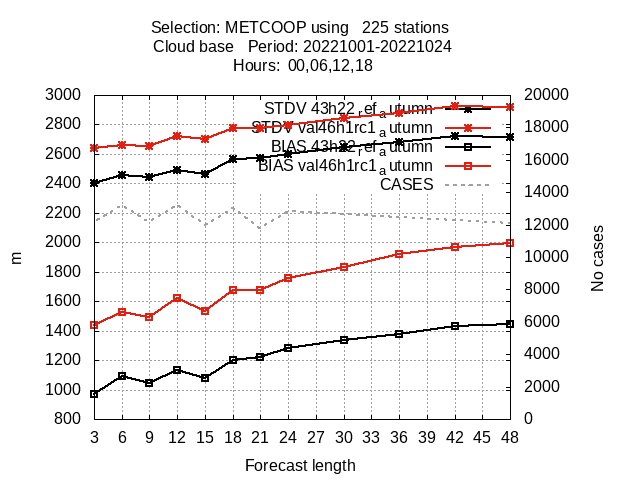 Selection: METCOOP using   225 stations
Cloud base   Period: 20221001-20221024
Hours:  00,06,12,18
STDV 43h22_ref_autumn
STDV val46h1rc1_autumn
BIAS 43h22_ref_autumn
BIAS val46h1rc1_autumn
CASES
3000
2800
2600
2400
2200
2000
1800
1600
1400
1200
1000
800
m
20000
18000
16000
14000
12000
10000
8000
6000
4000
2000
0
No cases
3 6 9 12 15 18 21 24 27 30 33 36 39 42 45 48
Forecast length